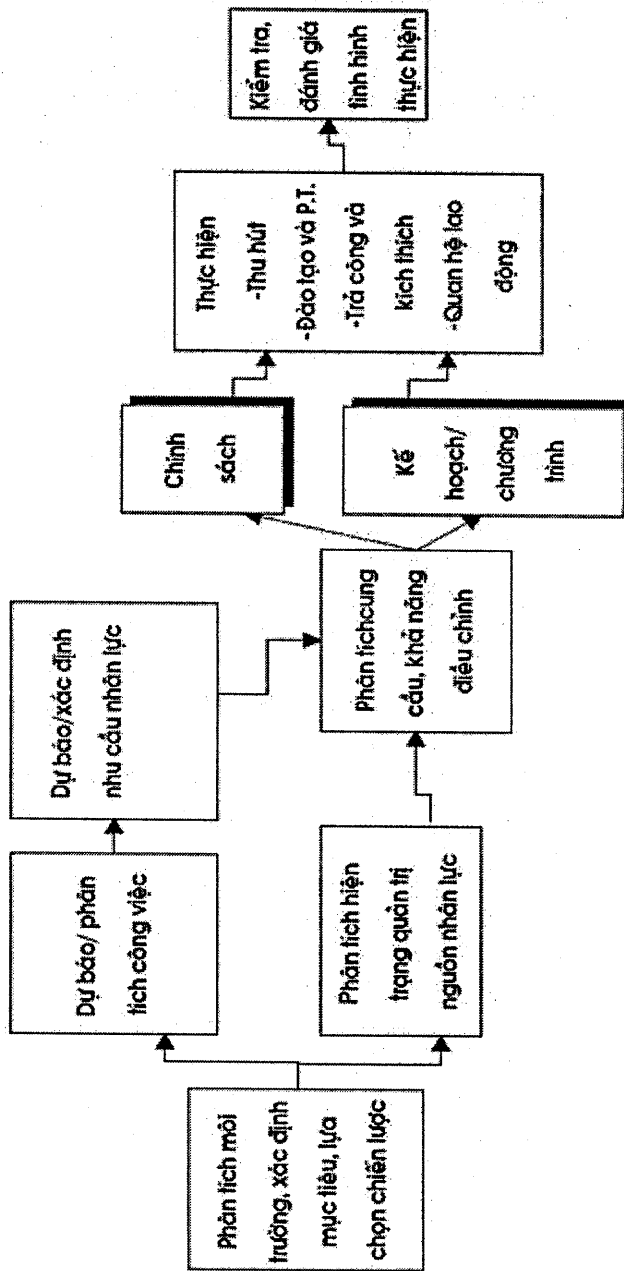 Phân tích môi
trường, xác định
mục tiêu, lựa
chọn chiến lược
Dự báo/ phân
tích công việc
Dự báo/xác định
nhu cầu nhân lực
Phân tích hiện
trạng quản trị
nguồn nhân lực
Phân tíchcung
cầu, khả năng
điều chỉnh
Chính
sách
Kế
hoạch/
chương
trình
Thực hiện
-Thu hút
-Đào tạo và P.T.
-Trả công và
kích thích
-Quan hệ lao
động
Kiểm tra,
đánh giá
tình hình
thực hiện